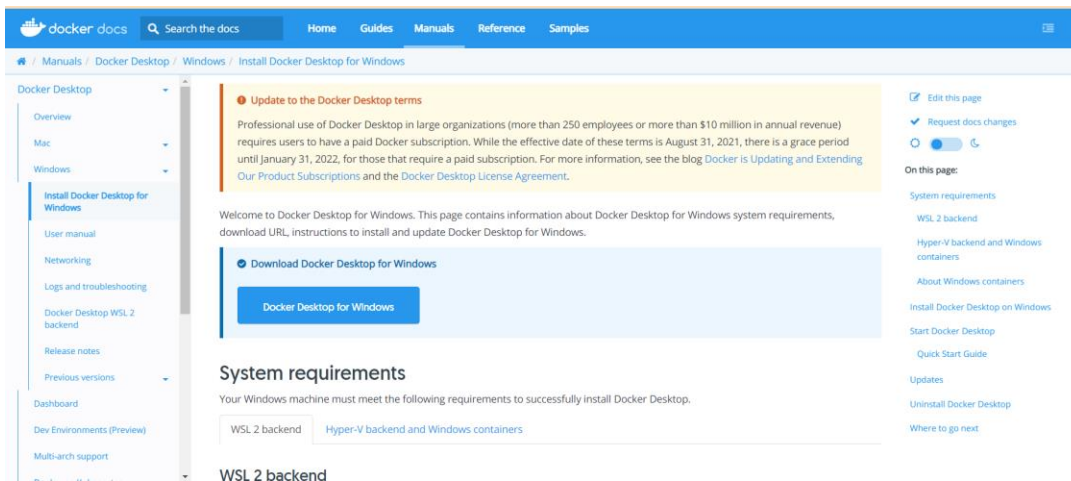 docker docs
Search the docs
Home Guides Manuals Reference Samples
/ Manuals / Docker Desktop / Windows / Install Docker Desktop for Windows
Docker Desktop
Overview
Mac
Windows
Install Docker Desktop for
Windows
User manual
Networking
Logs and troubleshooting
Docker Desktop WSL 2
backend
Release notes
Previous versions
Dashboard
Dev Environments (Preview)
Multi-arch support
Update to the Docker Desktop terms
Professional use of Docker Desktop in large organizations (more than 250 employees or more than $10 million in annual revenue)
requires users to have a paid Docker subscription. While the effective date of these terms is August 31, 2021, there is a grace period
until January 31, 2022, for those that require a paid subscription. For more information, see the blog Docker is Updating and Extending
Our Product Subscriptions and the Docker Desktop License Agreement.
Welcome to Docker Desktop for Windows. This page contains information about Docker Desktop for Windows system requirements,
download URL, instructions to install and update Docker Desktop for Windows.
Download Docker Desktop for Windows
Docker Desktop for Windows
System requirements
Your Windows machine must meet the following requirements to successfully install Docker Desktop.
WSL 2 backend Hyper-V backend and Windows containers
WSL 2 backend
Edit this page
Request docs changes
On this page:
System requirements
WSL 2 backend
Hyper-V backend and Windows
containers
About Windows containers
Install Docker Desktop on Windows
Start Docker Desktop
Quick Start Guide
Updates
Uninstall Docker Desktop
Where to go next